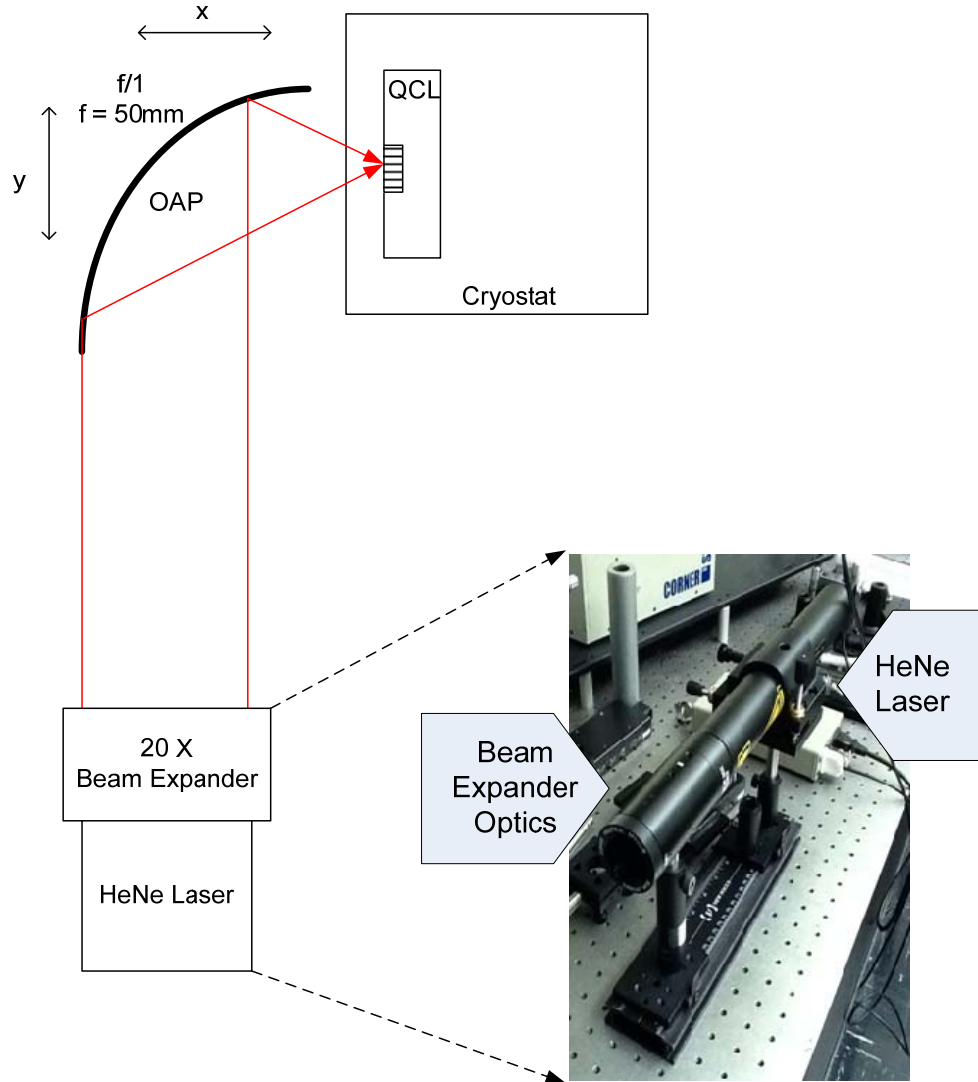 x
f/1
f = 50mm
y
OAP
QCL
Cryostat
20 X
Beam Expander
HeNe Laser
CORNER
HeNe
Laser
Beam
Expander
Optics